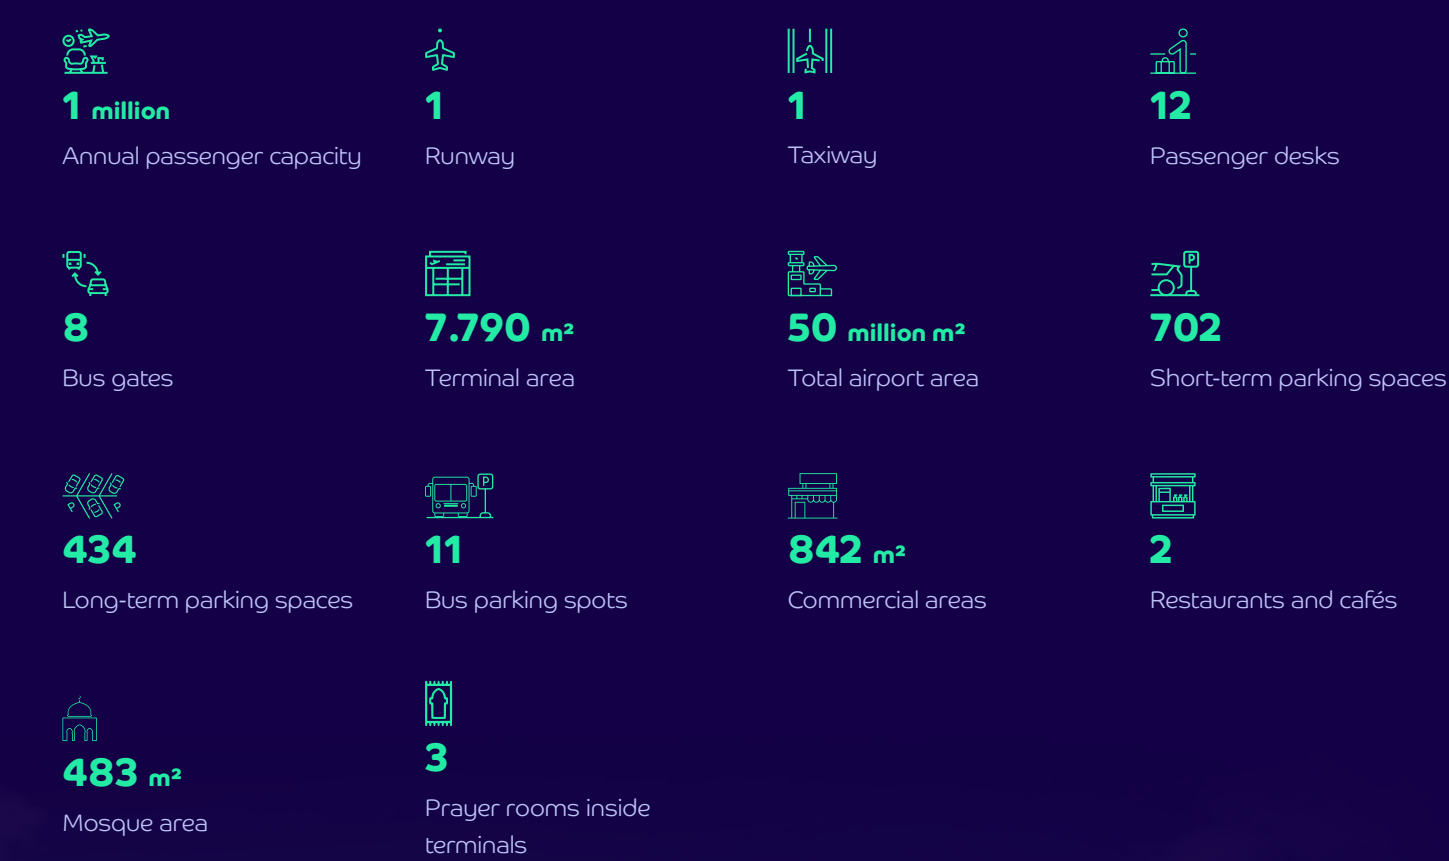 1 million
Annual passenger capacity
1
Runway
1
Taxiway
12
Passenger desks
8
Bus gates
7.790 m²
Terminal area
50 million m²
Total airport area
P
702
Short-term parking spaces
P P
434
Long-term parking spaces
P
11
Bus parking spots
842 m²
Commercial areas
2
Restaurants and cafés
483 m²
Mosque area
3
Prayer rooms inside
terminals